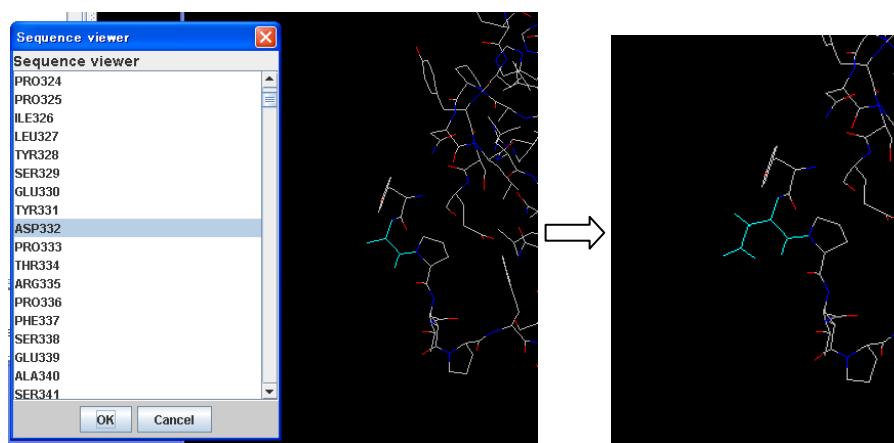 Sequence viewer
Sequence viewer
PRO324
PRO325
ILE326
LEU327
TYR328
SER329
GLU330
TYR331
ASP332
PRO333
THR334
ARG335
PRO336
PHE337
SER338
GLU339
ALA340
SER341
OK Cancel